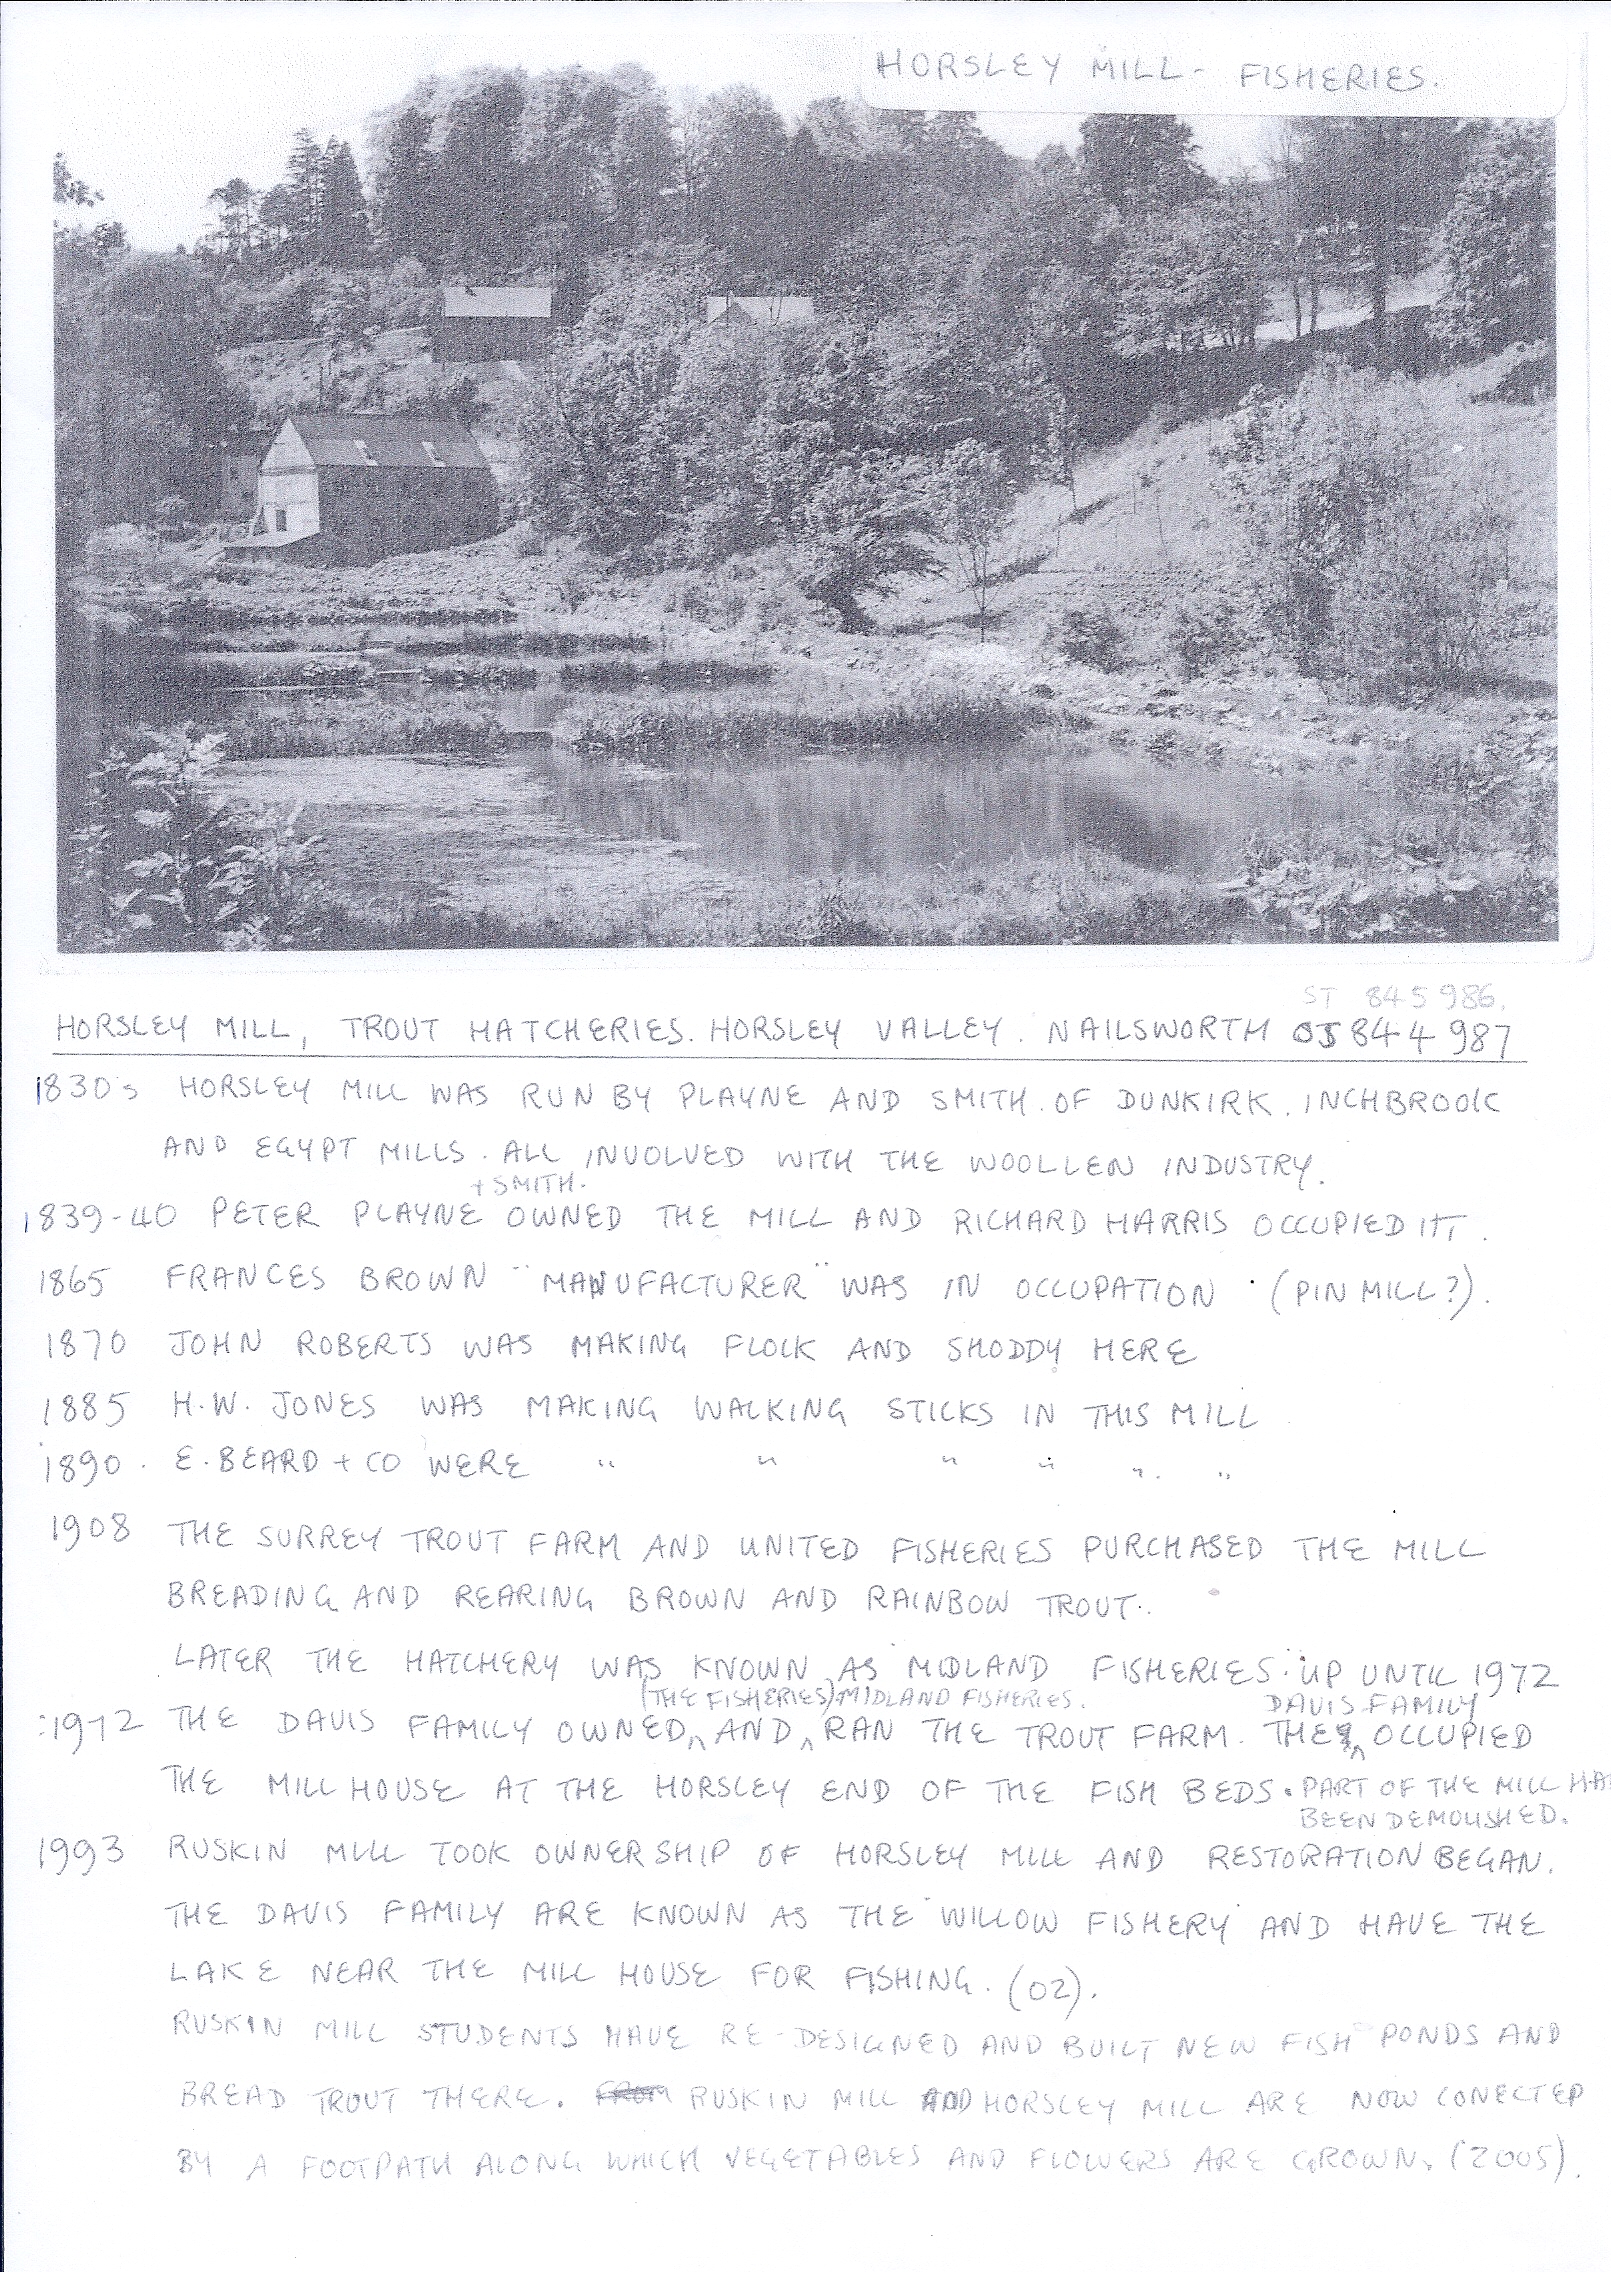 HORSLEY MILL - FISHERIES.
ST 845 986.
HORSLEY MILL, TROUT HATCHERIES. HORSLEY VALLEY. NAILSWORTH OS 844 987
1830s HORSLEY MILL WAS RUN BY PLAYNE AND SMITH. OF DUNKIRK. INCHBROOK
AND EGYPT MILLS. ALL INVOLVED WITH THE WOOLLEN INDUSTRY.
+ SMITH.
1839-40 PETER PLAYNE OWNED THE MILL AND RICHARD HARRIS OCCUPIED IT.
1865 FRANCES BROWN "MANUFACTURER" WAS IN OCCUPATION (PIN MILL?).
1870 JOHN ROBERTS WAS MAKING FLOCK AND SHODDY HERE
1885 H.W. JONES WAS MAKING WALKING STICKS IN THIS MILL
1890. E. BEARD + CO WERE " " " " " "
1908 THE SURREY TROUT FARM AND UNITED FISHERIES PURCHASED THE MILL
BREADING AND REARING BROWN AND RAINBOW TROUT.
LATER THE HATCHERY WAS KNOWN AS MIDLAND FISHERIES. UP UNTIL 1972
(THE FISHERIES) MIDLAND FISHERIES. DAVIS FAMILY
1972 THE DAVIS FAMILY OWNED AND RAN THE TROUT FARM. THE OCCUPIED
THE MILL HOUSE AT THE HORSLEY END OF THE FISH BEDS. PART OF THE MILL HA
BEEN DEMOLISHED.
1993 RUSKIN MILL TOOK OWNERSHIP OF HORSLEY MILL AND RESTORATION BEGAN.
THE DAVIS FAMILY ARE KNOWN AS THE "WILLOW FISHERY" AND HAVE THE
LAKE NEAR THE MILL HOUSE FOR FISHING. (02).
RUSKIN MILL STUDENTS HAVE RE-DESIGNED AND BUILT NEW FISH PONDS AND
BREAD TROUT THERE. FROM RUSKIN MILL AND HORSLEY MILL ARE NOW CONECTED
BY A FOOTPATH ALONG WHICH VEGETABLES AND FLOWERS ARE GROWN. (2005).